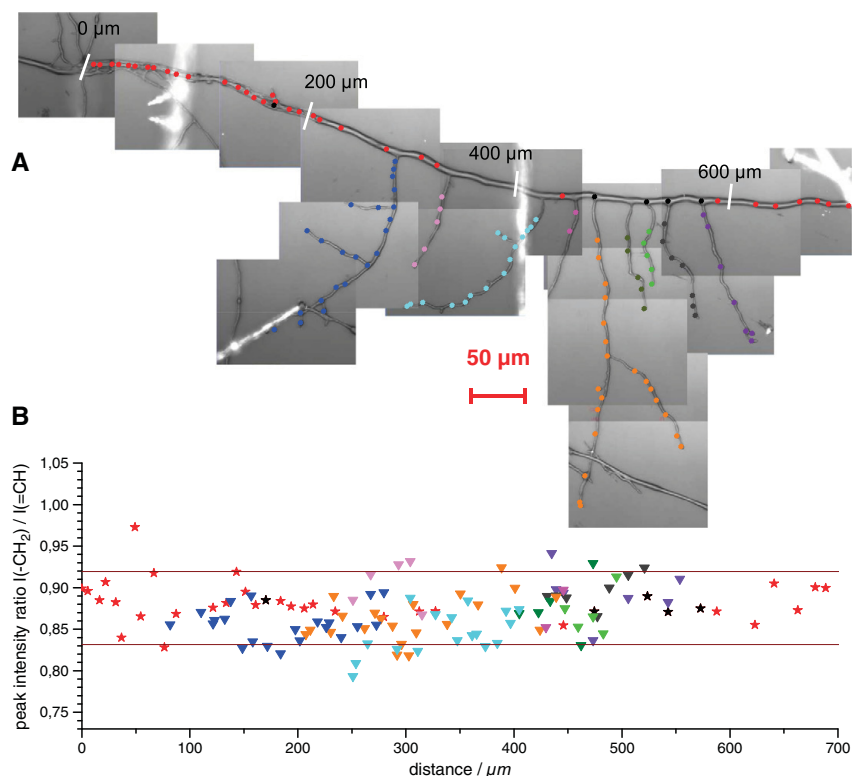 0 µm
200 µm
A
400 µm
600 µm
50 µm
B
peak intensity ratio I(-CH₂) / I(=CH)
1,05
1,00
0,95
0,90
0,85
0,80
0,75
0 100 200 300 400 500 600 700
distance / µm